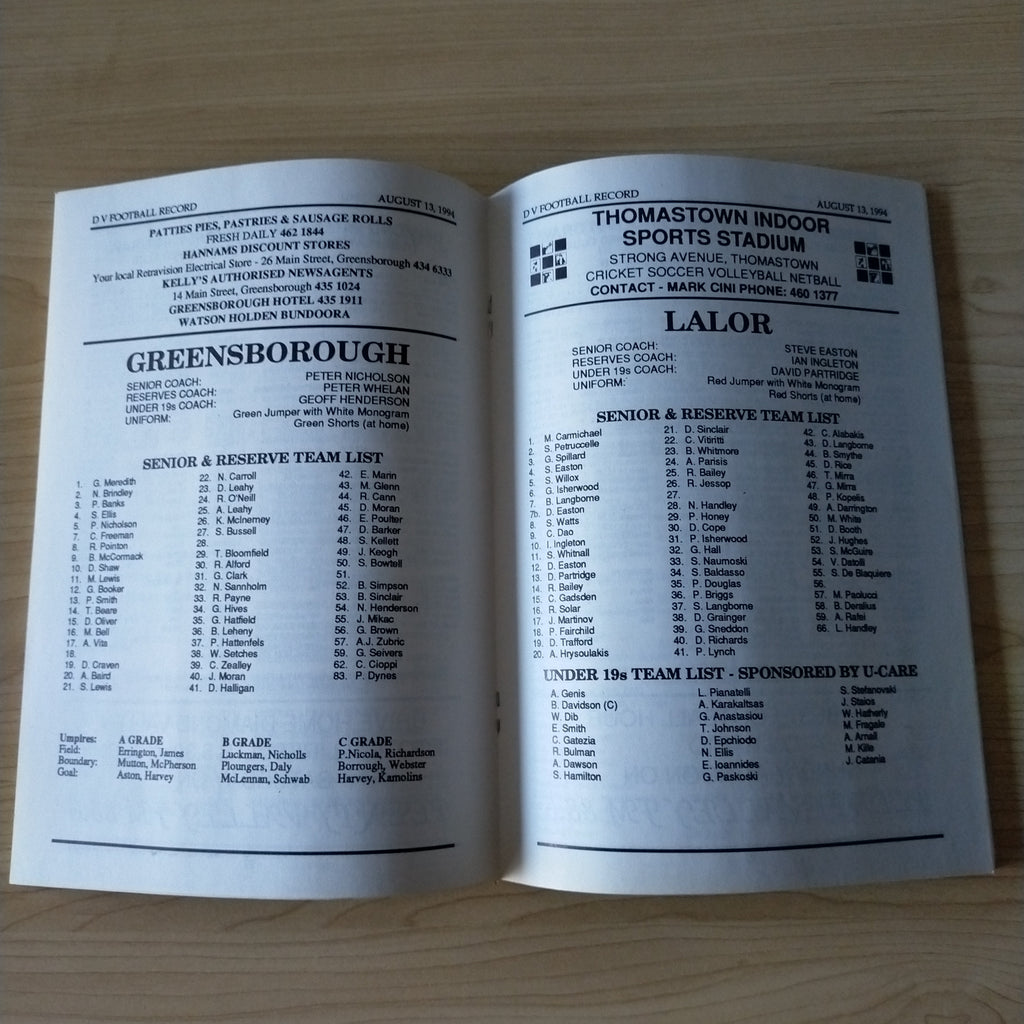 D V FOOTBALL RECORD AUGUST 13, 1994
PATTIES PIES, PASTRIES & SAUSAGE ROLLS
FRESH DAILY 462 1844
HANNAMS DISCOUNT STORES
Your local Retravision Electrical Store - 26 Main Street, Greensborough 434 6333
KELLY'S AUTHORISED NEWSAGENTS
14 Main Street, Greensborough 435 1024
GREENSBOROUGH HOTEL 435 1911
WATSON HOLDEN BUNDOORA
GREENSBOROUGH
SENIOR COACH: PETER NICHOLSON
RESERVES COACH: PETER WHELAN
UNDER 19s COACH: GEOFF HENDERSON
UNIFORM: Green Jumper with White Monogram
Green Shorts (at home)
SENIOR & RESERVE TEAM LIST
1. G. Meredith
2. N. Brindley
3. P. Banks
4. S. Ellis
5. P. Nicholson
7. C. Freeman
8. R. Pointon
9. B. McCormack
10. D. Shaw
11. M. Lewis
12. G. Booker
13. P. Smith
14. T. Beare
15. D. Oliver
16. M. Bell
17. A. Vita
18.
19. D. Craven
20. A. Baird
21. S. Lewis
22. N. Carroll
23. D. Leahy
24. R. O'Neill
25. A. Leahy
26. K. McInerney
27. S. Bussell
28.
29. T. Bloomfield
30. R. Alford
31. G. Clark
32. N. Sannholm
33. R. Payne
34. G. Hives
35. G. Hatfield
36. B. Leheny
37. P. Hattenfels
38. W. Setches
39. C. Zealley
40. J. Moran
41. D. Halligan
42. E. Marin
43. M. Glenn
44. R. Cann
45. D. Moran
46. E. Poulter
47. D. Barker
48. S. Kellett
49. J. Keogh
50. S. Bowtell
51.
52. B. Simpson
53. B. Sinclair
54. N. Henderson
55. J. Mikac
56. G. Brown
57. A.J. Zubric
59. G. Seivers
62. C. Cioppi
83. P. Dynes
Umpires: A GRADE B GRADE C GRADE
Field: Errington, James Luckman, Nicholls P.Nicola, Richardson
Boundary: Mutton, McPherson Ploungers, Daly Borrough, Webster
Goal: Aston, Harvey McLennan, Schwab Harvey, Kamolins
D V FOOTBALL RECORD AUGUST 13, 1994
THOMASTOWN INDOOR
SPORTS STADIUM
STRONG AVENUE, THOMASTOWN
CRICKET SOCCER VOLLEYBALL NETBALL
CONTACT - MARK CINI PHONE: 460 1377
LALOR
SENIOR COACH: STEVE EASTON
RESERVES COACH: IAN INGLETON
UNDER 19s COACH: DAVID PARTRIDGE
UNIFORM: Red Jumper with White Monogram
Red Shorts (at home)
SENIOR & RESERVE TEAM LIST
1. M. Carmichael
2. S. Petruccelle
3. G. Spillard
4. S. Easton
5. S. Willox
6. G. Isherwood
7. B. Langborne
7b. D. Easton
8. S. Watts
9. C. Dao
10. I. Ingleton
11. S. Whitnall
12. D. Easton
13. D. Partridge
14. R. Bailey
15. C. Gadsden
16. R. Solar
17. J. Martinov
18. P. Fairchild
19. D. Trafford
20. A. Hrysoulakis
21. D. Sinclair
22. C. Vitiritti
23. B. Whitmore
24. A. Parisis
25. R. Bailey
26. R. Jessop
27.
28. N. Handley
29. P. Honey
30. D. Cope
31. P. Isherwood
32. G. Hall
33. S. Naumoski
34. S. Baldasso
35. P. Douglas
36. P. Briggs
37. S. Langborne
38. D. Grainger
39. G. Sneddon
40. D. Richards
41. P. Lynch
42. C. Alabakis
43. D. Langborne
44. B. Smythe
45. D. Rice
46. T. Mirra
47. G. Mirra
48. P. Kopelis
49. A. Darrington
50. M. White
51. D. Booth
52. J. Hughes
53. S. McGuire
54. V. Datolli
55. S. De Blaquiere
56.
57. M. Paolucci
58. B. Deralius
59. A. Rafei
66. L. Handley
UNDER 19s TEAM LIST - SPONSORED BY U-CARE
A. Genis
B. Davidson (C)
W. Dib
E. Smith
C. Gatezia
R. Bulman
A. Dawson
S. Hamilton
L. Pianatelli
A. Karakaltsas
G. Anastasiou
T. Johnson
D. Epchiodo
N. Ellis
E. Ioannides
G. Paskoski
S. Stefanovski
J. Staios
W. Hatherly
M. Fragale
A. Amail
M. Kills
J. Catania